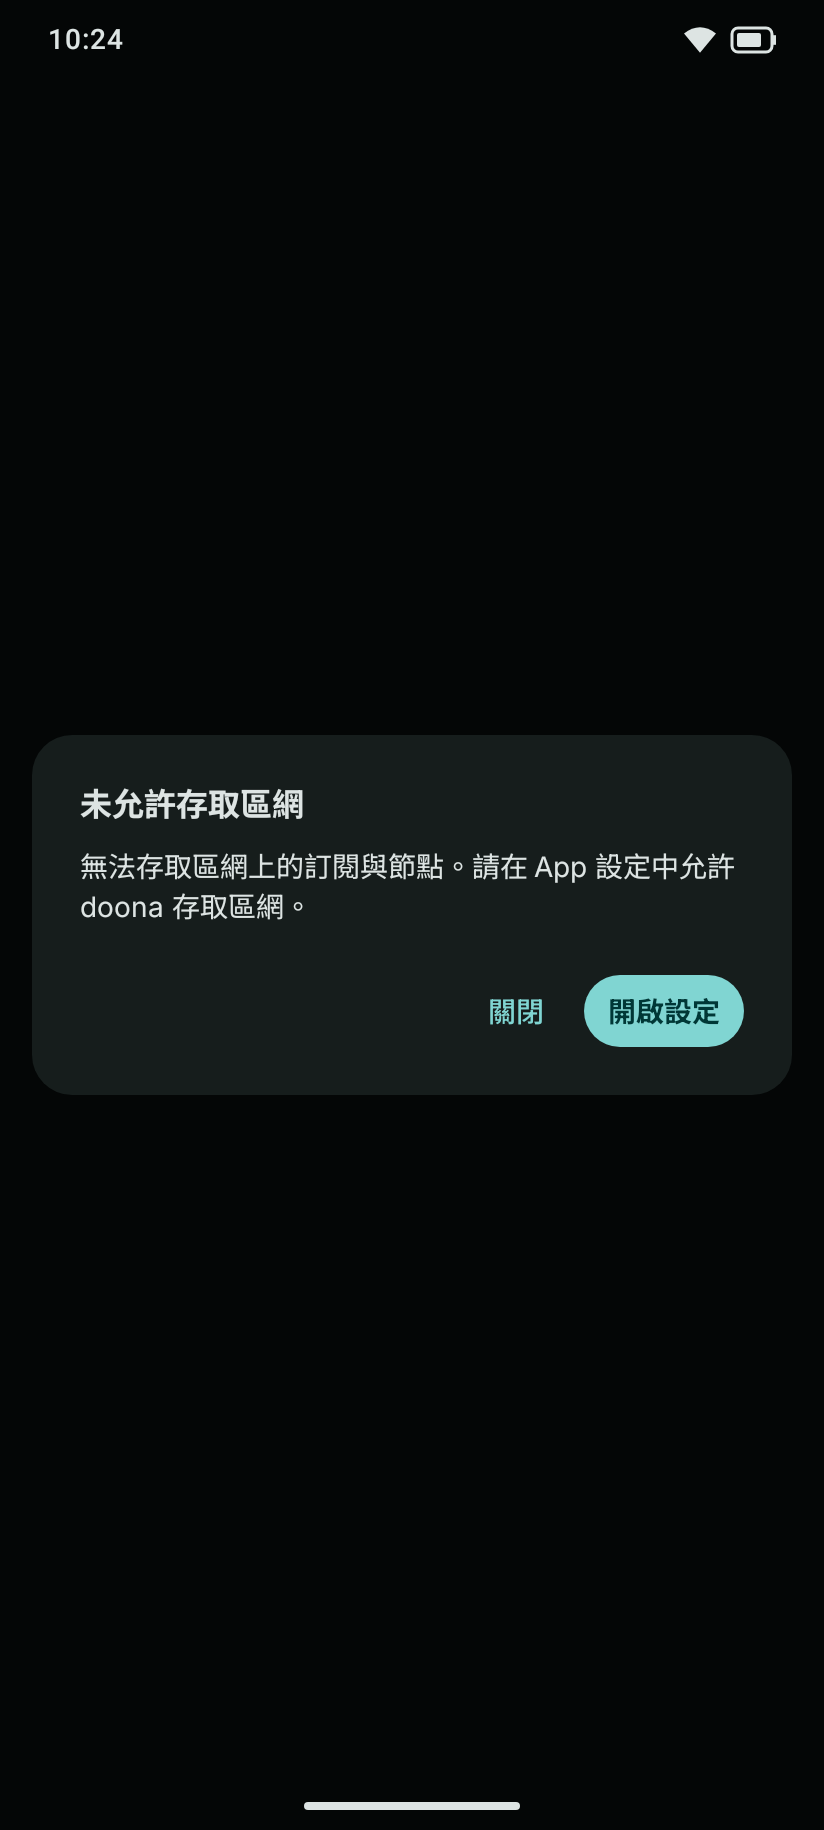 10:24
未允許存取區網
無法存取區網上的訂閱與節點。請在 App 設定中允許
doona 存取區網。
關閉
開啟設定